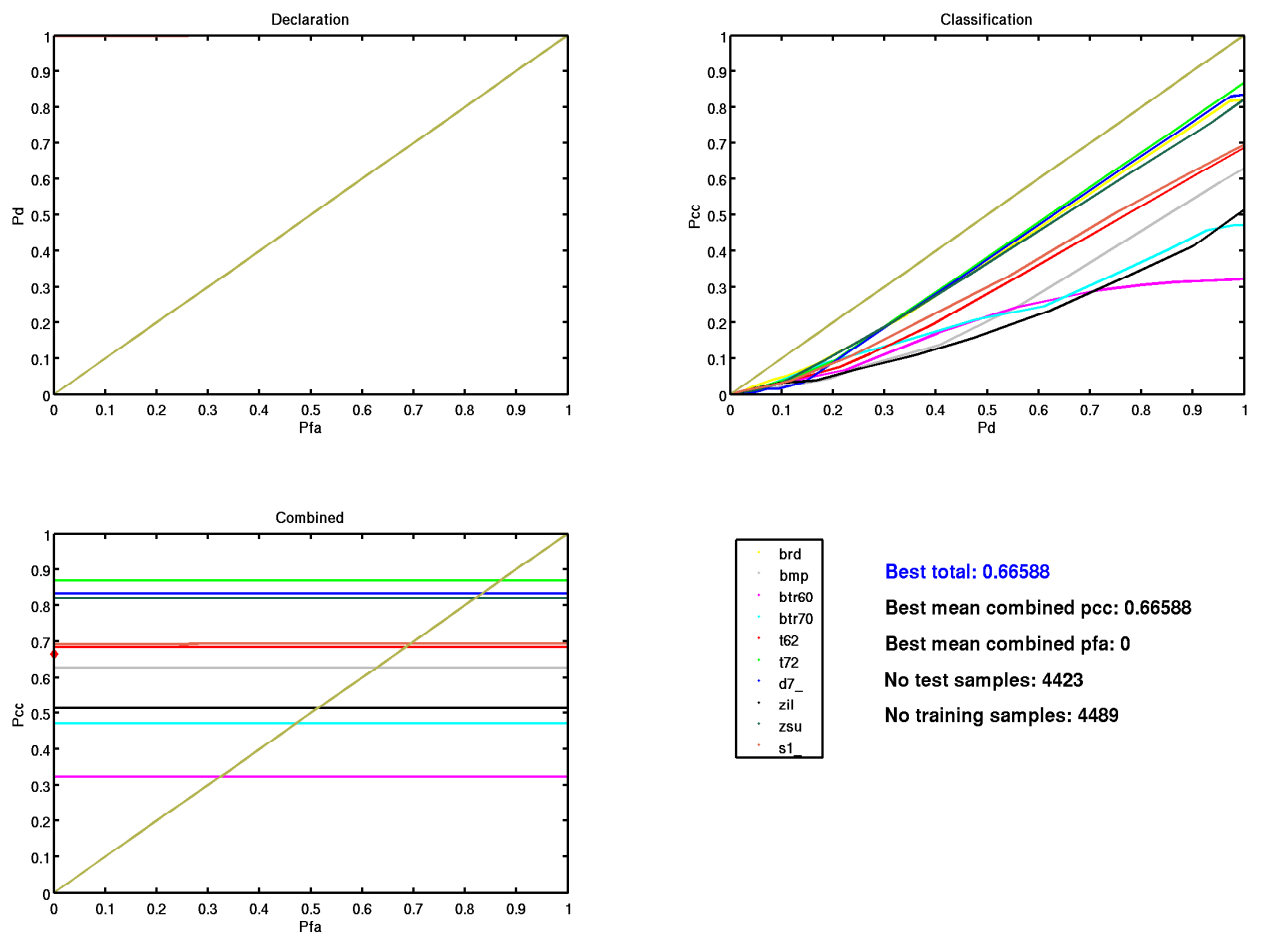 Declaration
1
0.9
0.8
0.7
0.6
0.5
0.4
0.3
0.2
0.1
0
Pd
0 0.1 0.2 0.3 0.4 0.5 0.6 0.7 0.8 0.9 1
Pfa
Classification
1
0.9
0.8
0.7
0.6
0.5
0.4
0.3
0.2
0.1
0
Pcc
0 0.1 0.2 0.3 0.4 0.5 0.6 0.7 0.8 0.9 1
Pd
Combined
1
0.9
0.8
0.7
0.6
0.5
0.4
0.3
0.2
0.1
0
Pcc
0 0.1 0.2 0.3 0.4 0.5 0.6 0.7 0.8 0.9 1
Pfa
brd
bmp
btr60
btr70
t62
t72
d7_
zil
zsu
s1_
Best total: 0.66588
Best mean combined pcc: 0.66588
Best mean combined pfa: 0
No test samples: 4423
No training samples: 4489